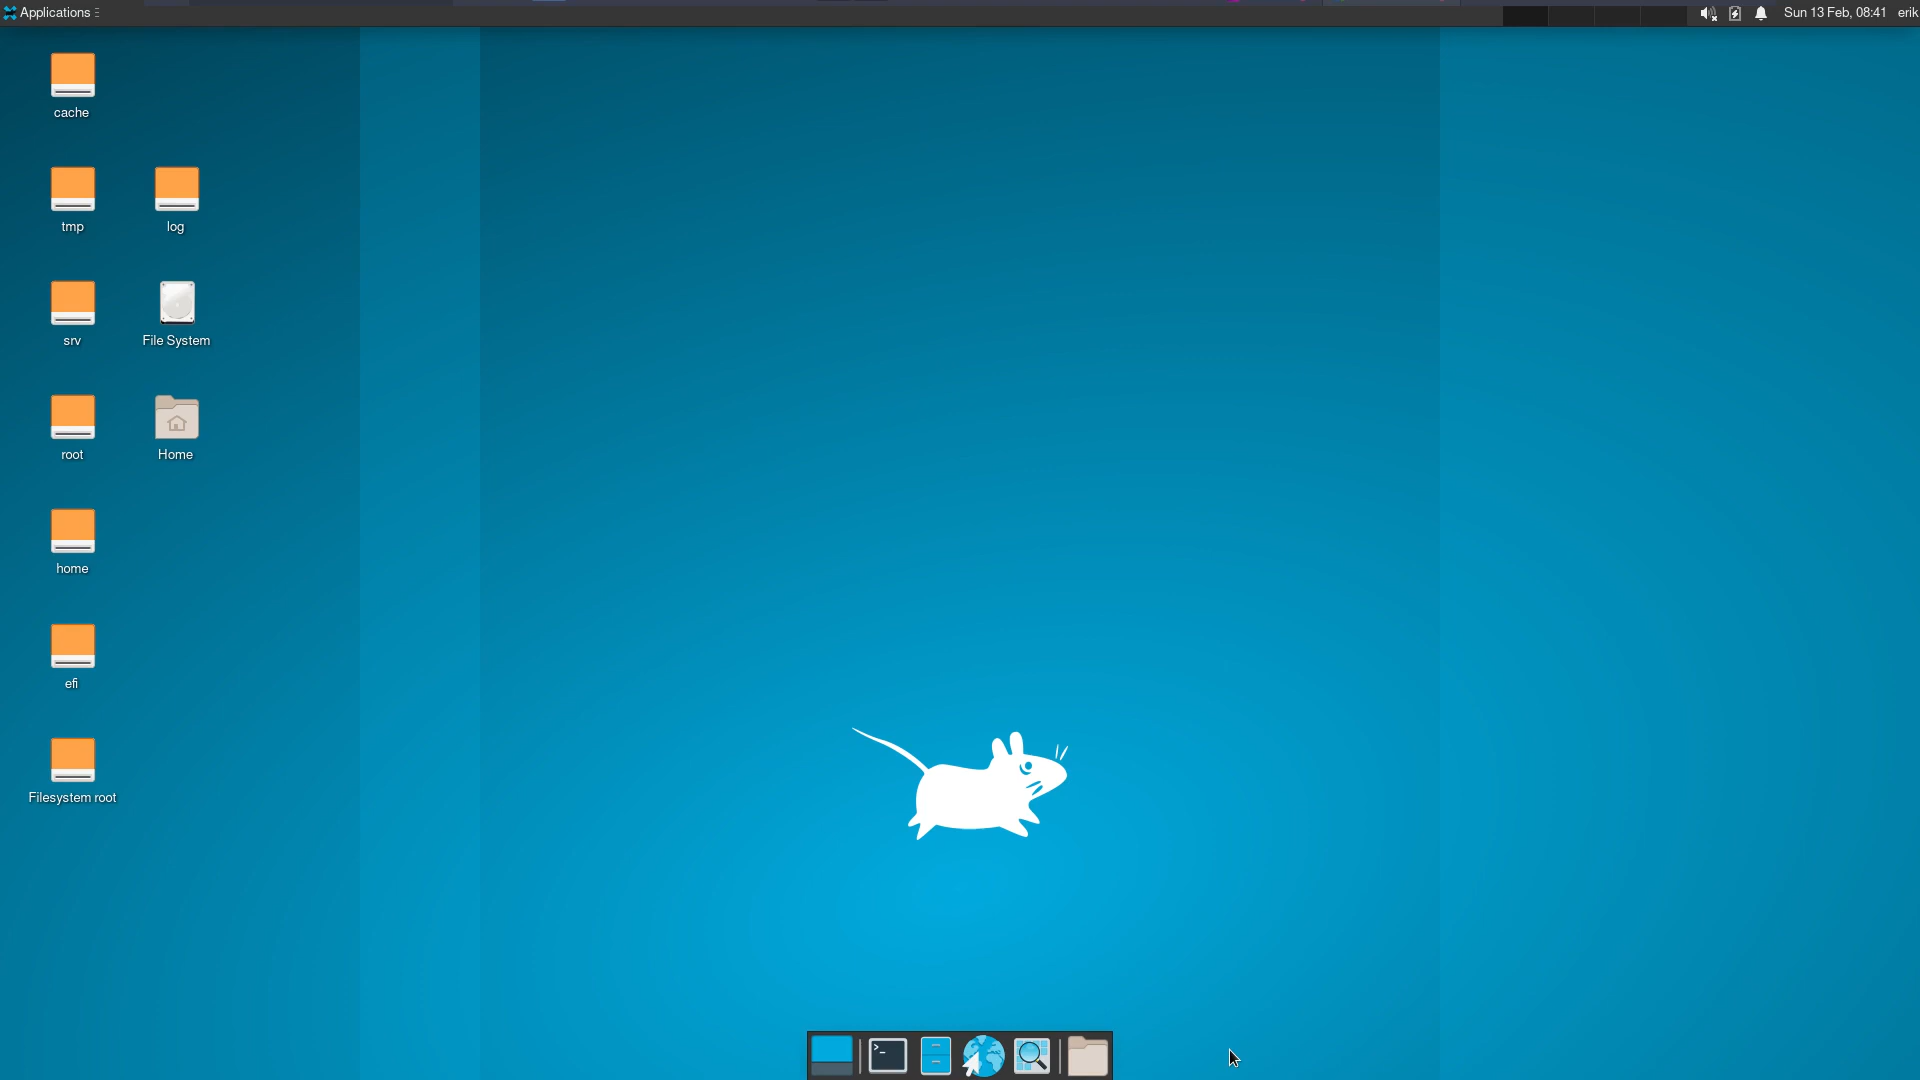 Applications
Sun 13 Feb, 08:41
erik
cache
tmp
log
srv
File System
root
Home
home
efi
Filesystem root